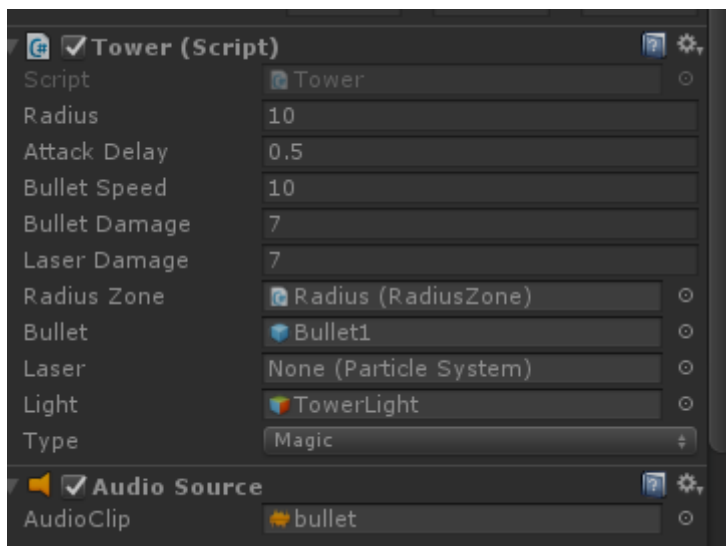 Tower (Script)
Script Tower
Radius 10
Attack Delay 0.5
Bullet Speed 10
Bullet Damage 7
Laser Damage 7
Radius Zone Radius (RadiusZone)
Bullet Bullet1
Laser None (Particle System)
Light TowerLight
Type Magic
Audio Source
AudioClip bullet